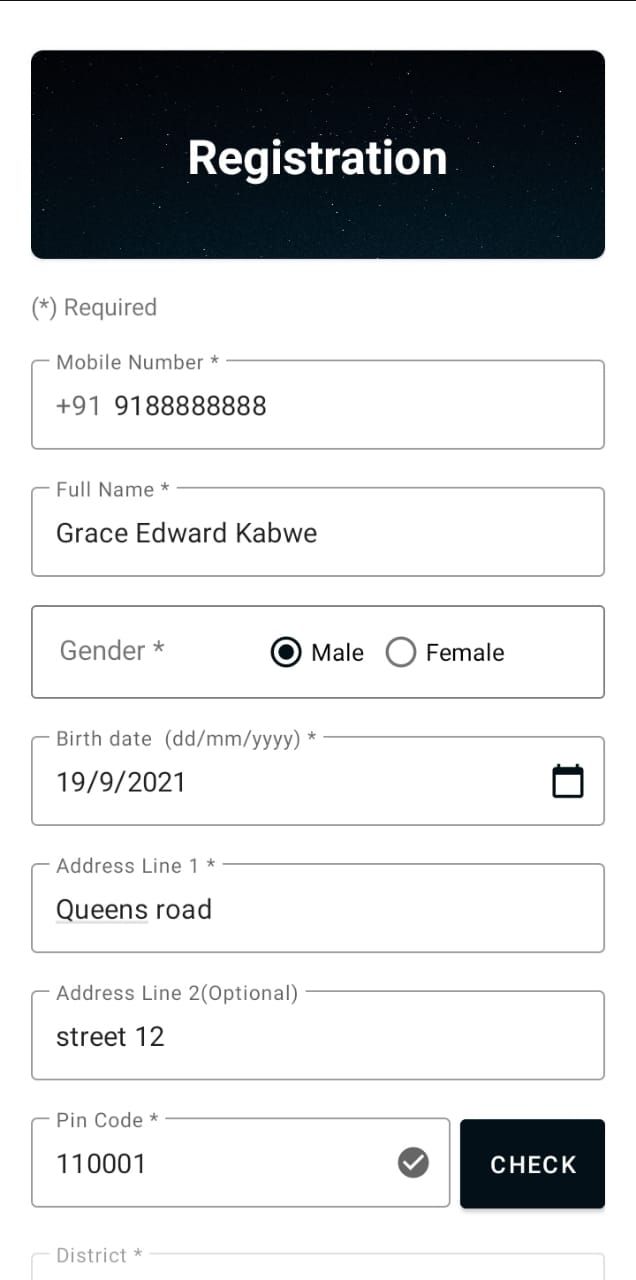 Registration
(*) Required
Mobile Number *
+91 9188888888
Full Name *
Grace Edward Kabwe
Gender * Male Female
Birth date (dd/mm/yyyy) *
19/9/2021
Address Line 1 *
Queens road
Address Line 2(Optional)
street 12
Pin Code *
110001 CHECK
District *